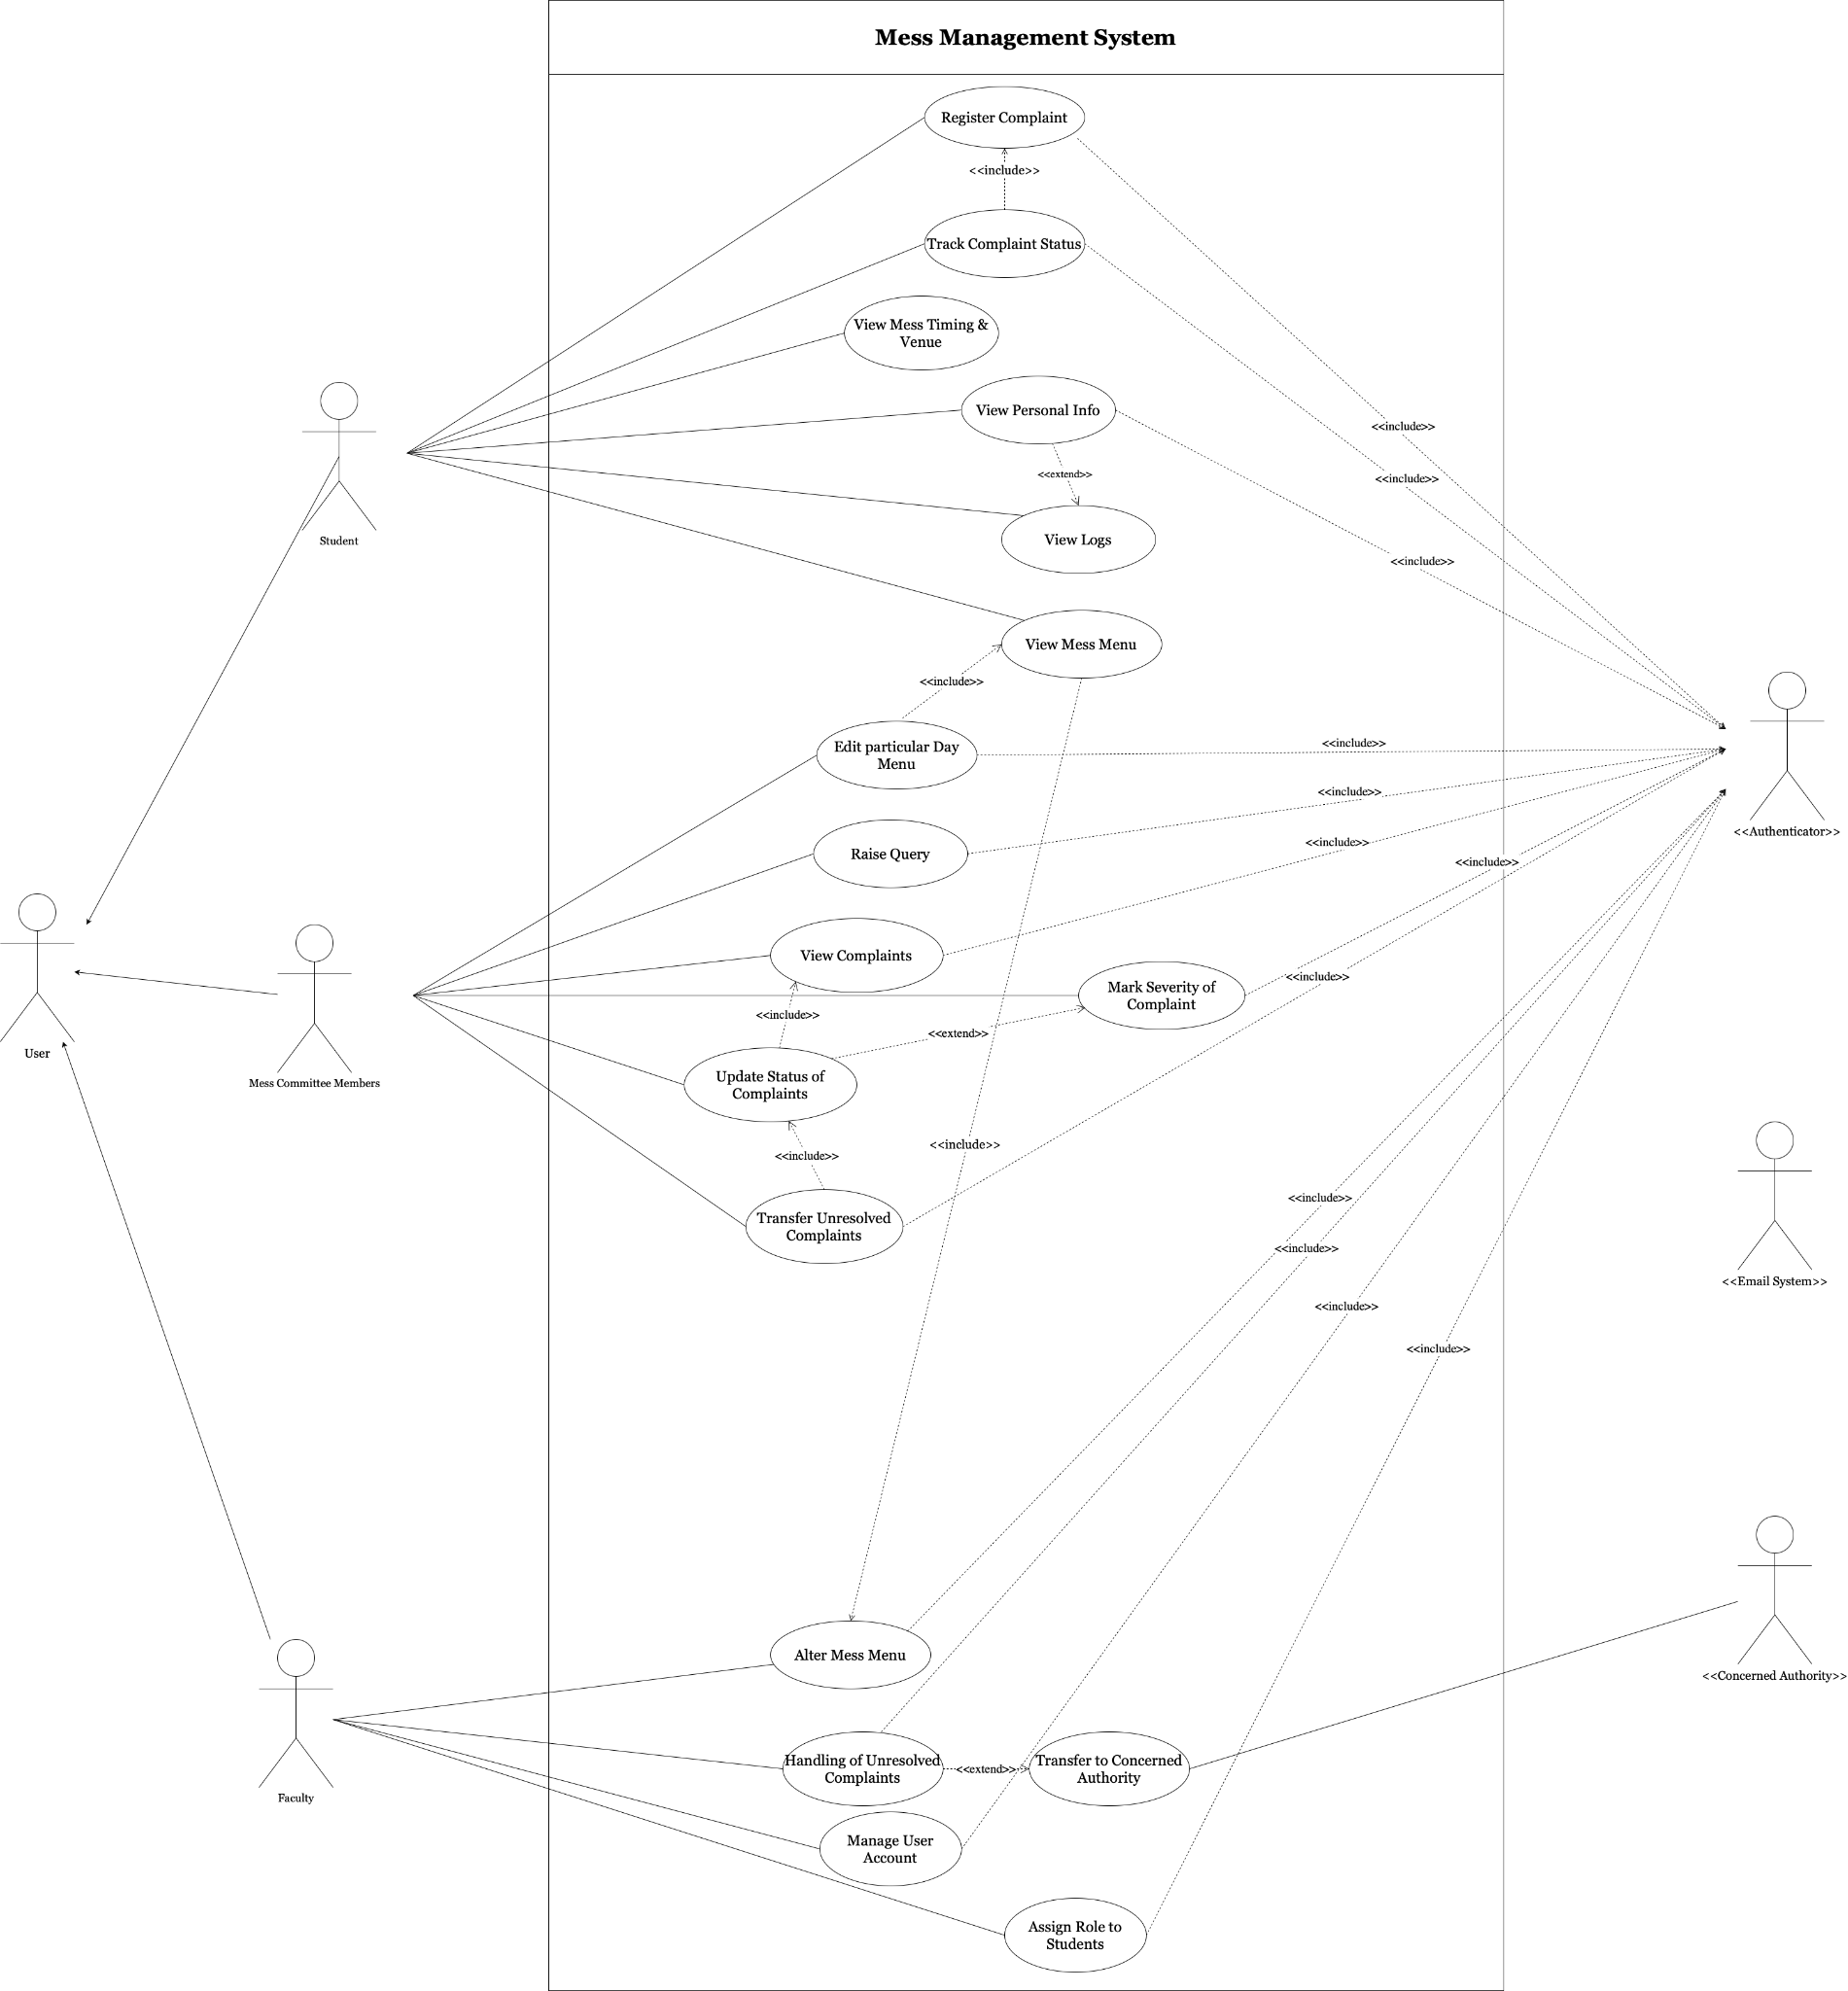 Mess Management System
Register Complaint
<<include>>
Track Complaint Status
View Mess Timing &
Venue
View Personal Info
<<include>>
<<extend>>
<<include>>
Student
View Logs
<<include>>
View Mess Menu
<<include>>
Edit particular Day
Menu
<<include>>
<<include>>
<<Authenticator>>
Raise Query
<<include>>
<<include>>
View Complaints
<<include>>
Mark Severity of
Complaint
<<include>>
<<extend>>
User
Mess Committee Members
Update Status of
Complaints
<<include>>
<<include>>
Transfer Unresolved
Complaints
<<include>>
<<include>>
<<Email System>>
<<include>>
<<include>>
Alter Mess Menu
<<Concerned Authority>>
Handling of Unresolved
Complaints
<<extend>>
Transfer to Concerned
Authority
Faculty
Manage User
Account
Assign Role to
Students